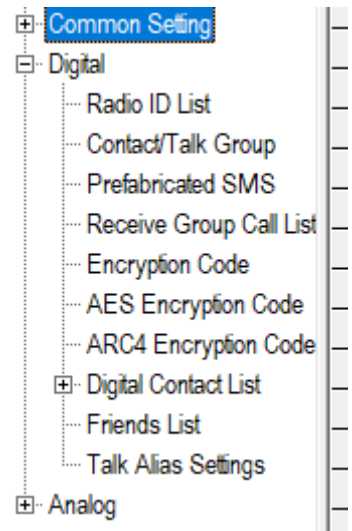 Common Setting
Digital
Radio ID List
Contact/Talk Group
Prefabricated SMS
Receive Group Call List
Encryption Code
AES Encryption Code
ARC4 Encryption Code
Digital Contact List
Friends List
Talk Alias Settings
Analog